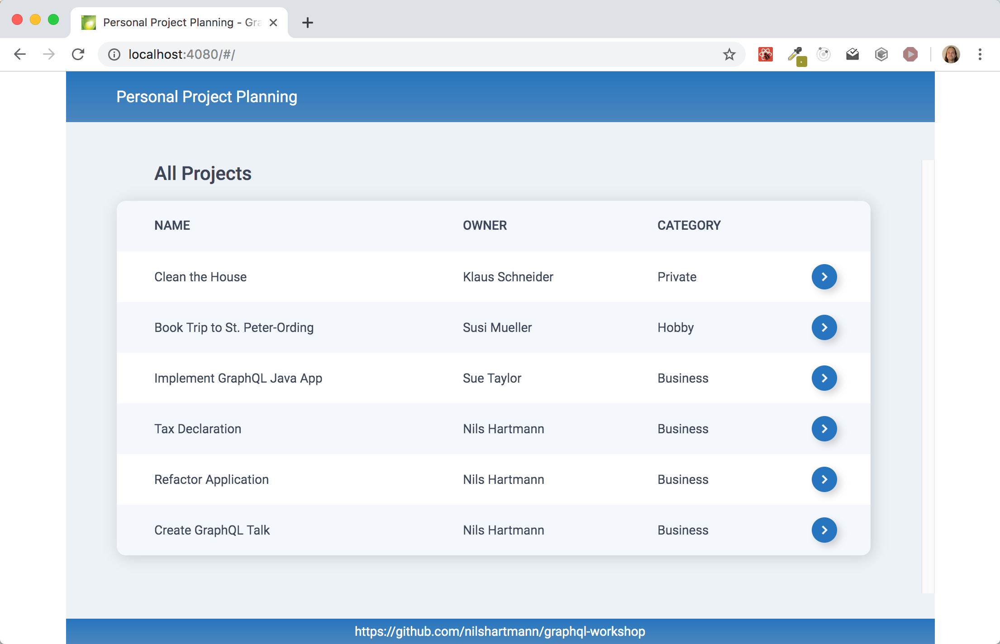 Personal Project Planning - Gra
localhost:4080/#/
Personal Project Planning
All Projects
NAME OWNER CATEGORY
Clean the House Klaus Schneider Private
Book Trip to St. Peter-Ording Susi Mueller Hobby
Implement GraphQL Java App Sue Taylor Business
Tax Declaration Nils Hartmann Business
Refactor Application Nils Hartmann Business
Create GraphQL Talk Nils Hartmann Business
https://github.com/nilshartmann/graphql-workshop